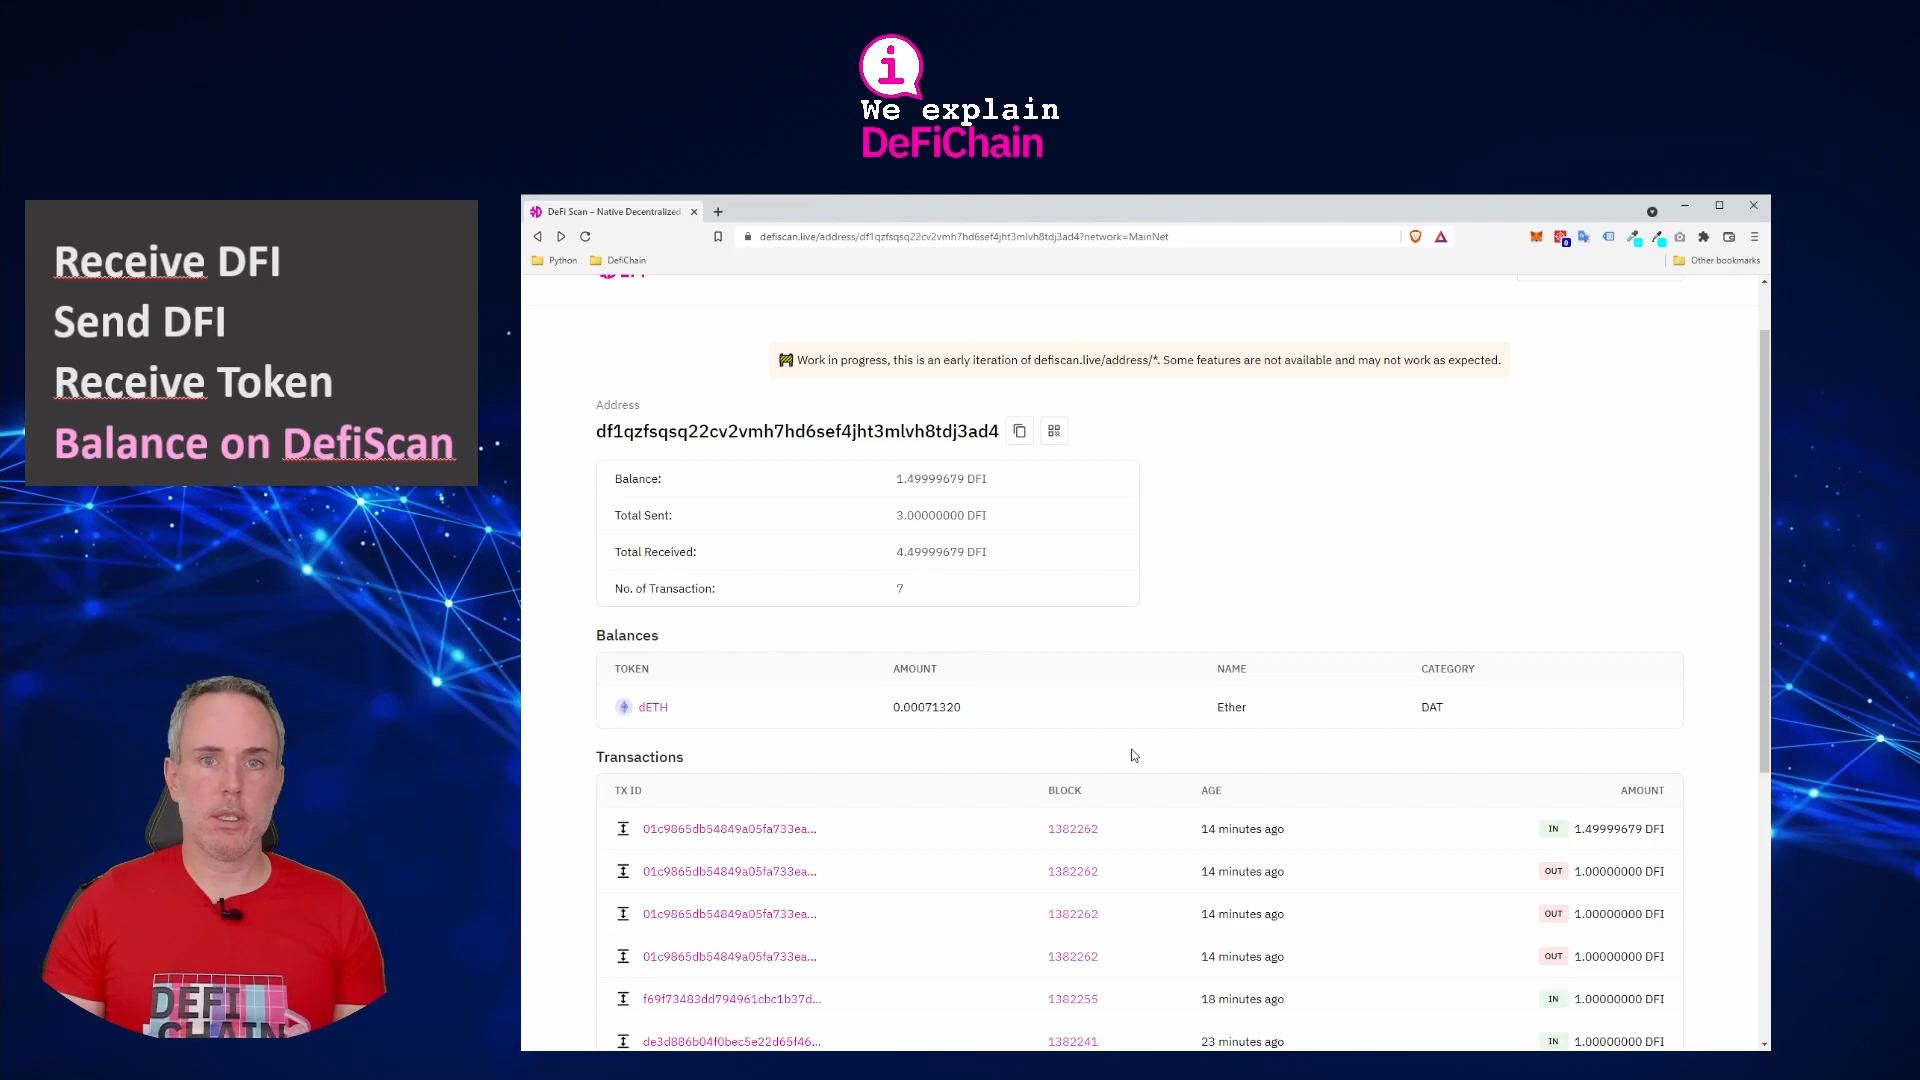 i
We explain
DeFiChain
Receive DFI
Send DFI
Receive Token
Balance on DefiScan
DeFi Scan – Native Decentralized
defiscan.live/address/df1qzfsqsq22cv2vmh7hd6sef4jht3mlvh8tdj3ad4?network=MainNet
Python
DefiChain
Other bookmarks
Work in progress, this is an early iteration of defiscan.live/address/*. Some features are not available and may not work as expected.
Address
df1qzfsqsq22cv2vmh7hd6sef4jht3mlvh8tdj3ad4
Balance: 1.49999679 DFI
Total Sent: 3.00000000 DFI
Total Received: 4.49999679 DFI
No. of Transaction: 7
Balances
TOKEN AMOUNT NAME CATEGORY
dETH 0.00071320 Ether DAT
Transactions
TX ID BLOCK AGE AMOUNT
01c9865db54849a05fa733ea... 1382262 14 minutes ago IN 1.49999679 DFI
01c9865db54849a05fa733ea... 1382262 14 minutes ago OUT 1.00000000 DFI
01c9865db54849a05fa733ea... 1382262 14 minutes ago OUT 1.00000000 DFI
01c9865db54849a05fa733ea... 1382262 14 minutes ago OUT 1.00000000 DFI
f69f73483dd794961cbc1b37d... 1382255 18 minutes ago IN 1.00000000 DFI
de3d886b04f0bec5e22d65f46... 1382241 23 minutes ago IN 1.00000000 DFI
DEFI
CHAIN